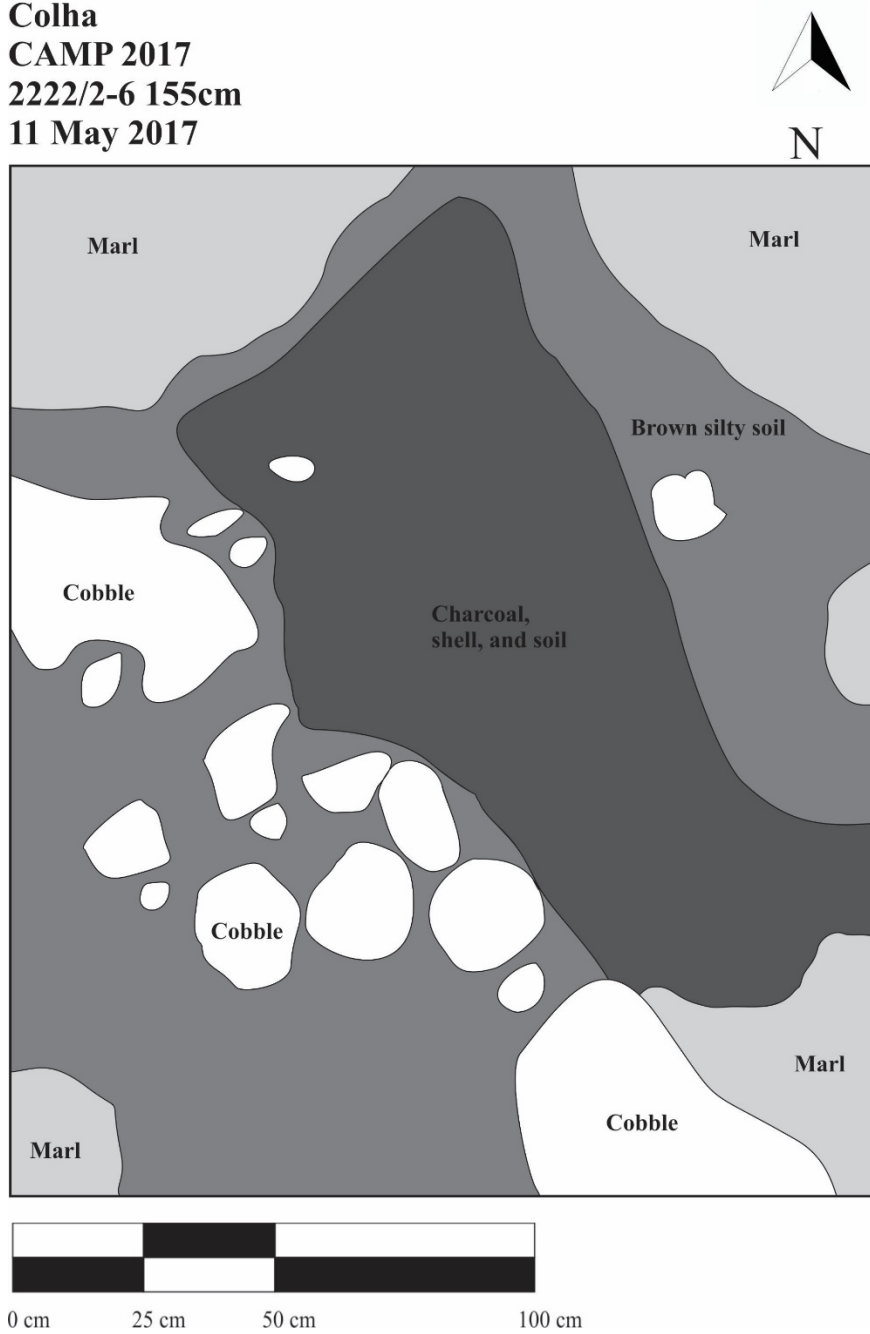 Colha
CAMP 2017
2222/2-6 155cm
11 May 2017
N
Marl
Marl
Brown silty soil
Cobble
Charcoal,
shell, and soil
Cobble
Marl
Cobble
Marl
0 cm 25 cm 50 cm 100 cm